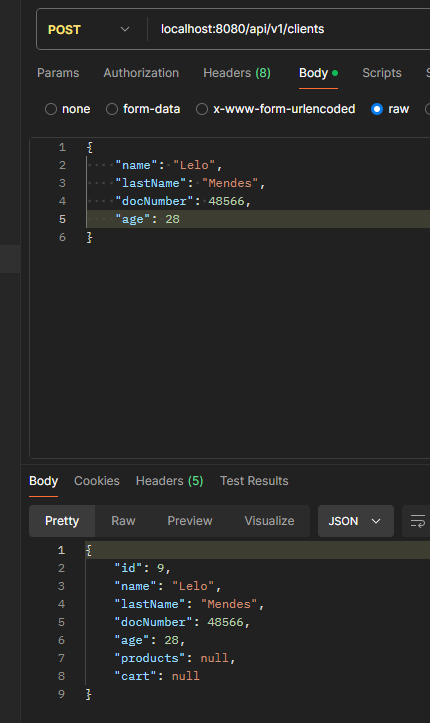 POST localhost:8080/api/v1/clients
Params Authorization Headers (8) Body Scripts S
none form-data x-www-form-urlencoded raw
1 {
2 "name": "Lelo",
3 "lastName": "Mendes",
4 "docNumber": 48566,
5 "age": 28
6 }
Body Cookies Headers (5) Test Results
Pretty Raw Preview Visualize JSON
1 {
2 "id": 9,
3 "name": "Lelo",
4 "lastName": "Mendes",
5 "docNumber": 48566,
6 "age": 28,
7 "products": null,
8 "cart": null
9 }